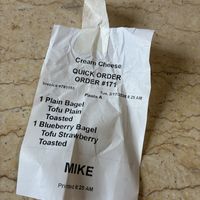 Cream Cheese
QUICK ORDER
ORDER #171
Plaza A
1 Plain Bagel
Tofu Plain
Toasted
1 Blueberry Bagel
Tofu Strawberry
Toasted
MIKE
Printed 8:25 AM